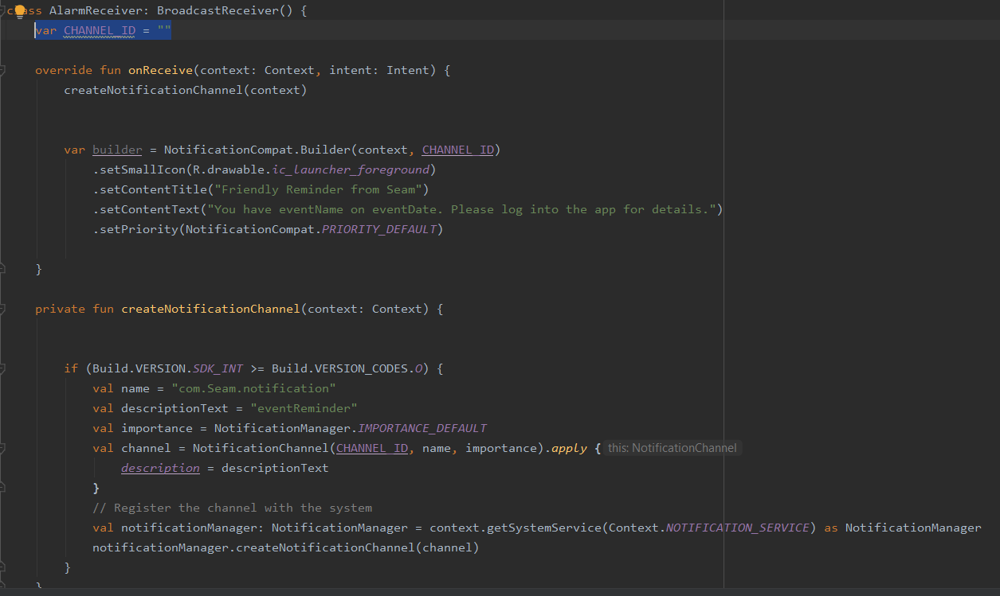 class AlarmReceiver: BroadcastReceiver() {
var CHANNEL_ID = ""
override fun onReceive(context: Context, intent: Intent) {
createNotificationChannel(context)
var builder = NotificationCompat.Builder(context, CHANNEL_ID)
.setSmallIcon(R.drawable.ic_launcher_foreground)
.setContentTitle("Friendly Reminder from Seam")
.setContentText("You have eventName on eventDate. Please log into the app for details.")
.setPriority(NotificationCompat.PRIORITY_DEFAULT)
}
private fun createNotificationChannel(context: Context) {
if (Build.VERSION.SDK_INT >= Build.VERSION_CODES.O) {
val name = "com.Seam.notification"
val descriptionText = "eventReminder"
val importance = NotificationManager.IMPORTANCE_DEFAULT
val channel = NotificationChannel(CHANNEL_ID, name, importance).apply { this: NotificationChannel
description = descriptionText
}
// Register the channel with the system
val notificationManager: NotificationManager = context.getSystemService(Context.NOTIFICATION_SERVICE) as NotificationManager
notificationManager.createNotificationChannel(channel)
}
}